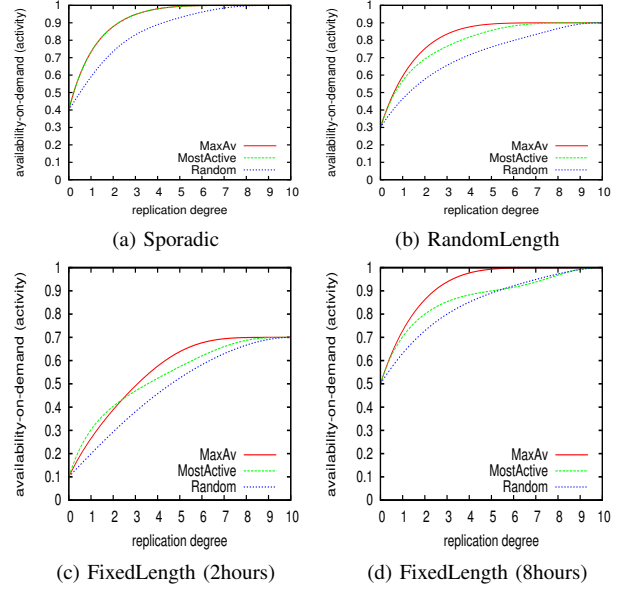 availability-on-demand (activity)
1
0.9
0.8
0.7
0.6
0.5
0.4
0.3
0.2
0.1
0
MaxAv
MostActive
Random
0 1 2 3 4 5 6 7 8 9 10
replication degree
(a) Sporadic
availability-on-demand (activity)
1
0.9
0.8
0.7
0.6
0.5
0.4
0.3
0.2
0.1
0
MaxAv
MostActive
Random
0 1 2 3 4 5 6 7 8 9 10
replication degree
(b) RandomLength
availability-on-demand (activity)
1
0.9
0.8
0.7
0.6
0.5
0.4
0.3
0.2
0.1
0
MaxAv
MostActive
Random
0 1 2 3 4 5 6 7 8 9 10
replication degree
(c) FixedLength (2hours)
availability-on-demand (activity)
1
0.9
0.8
0.7
0.6
0.5
0.4
0.3
0.2
0.1
0
MaxAv
MostActive
Random
0 1 2 3 4 5 6 7 8 9 10
replication degree
(d) FixedLength (8hours)